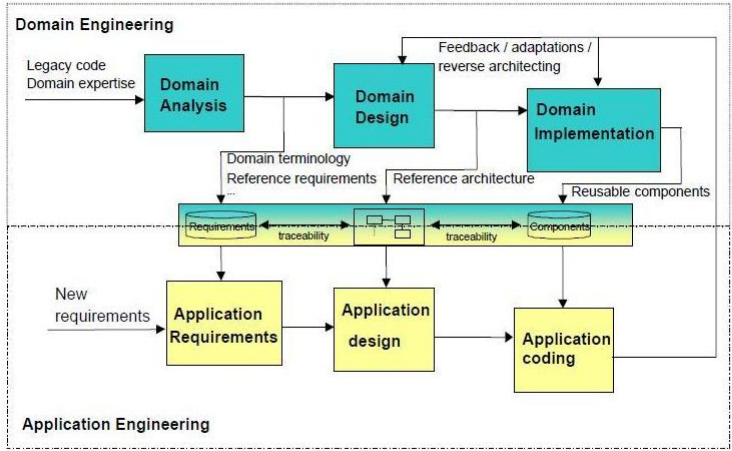 Domain Engineering
Legacy code
Domain expertise
Domain
Analysis
Domain
Design
Feedback / adaptations /
reverse architecting
Domain
Implementation
Domain terminology
Reference requirements
...
Reference architecture
Reusable components
Requirements
traceability
traceability
Components
New
requirements
Application
Requirements
Application
design
Application
coding
Application Engineering